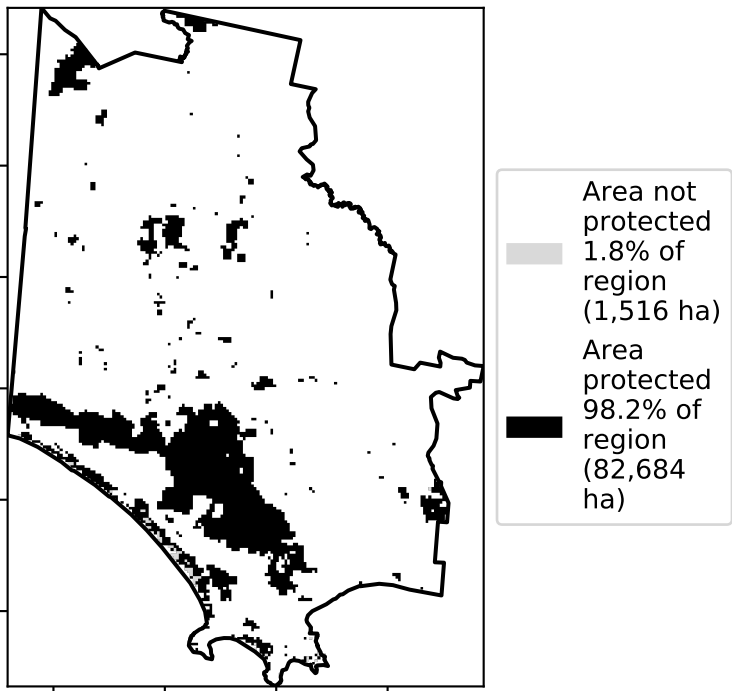 Area not
protected
1.8% of
region
(1,516 ha)
Area
protected
98.2% of
region
(82,684
ha)